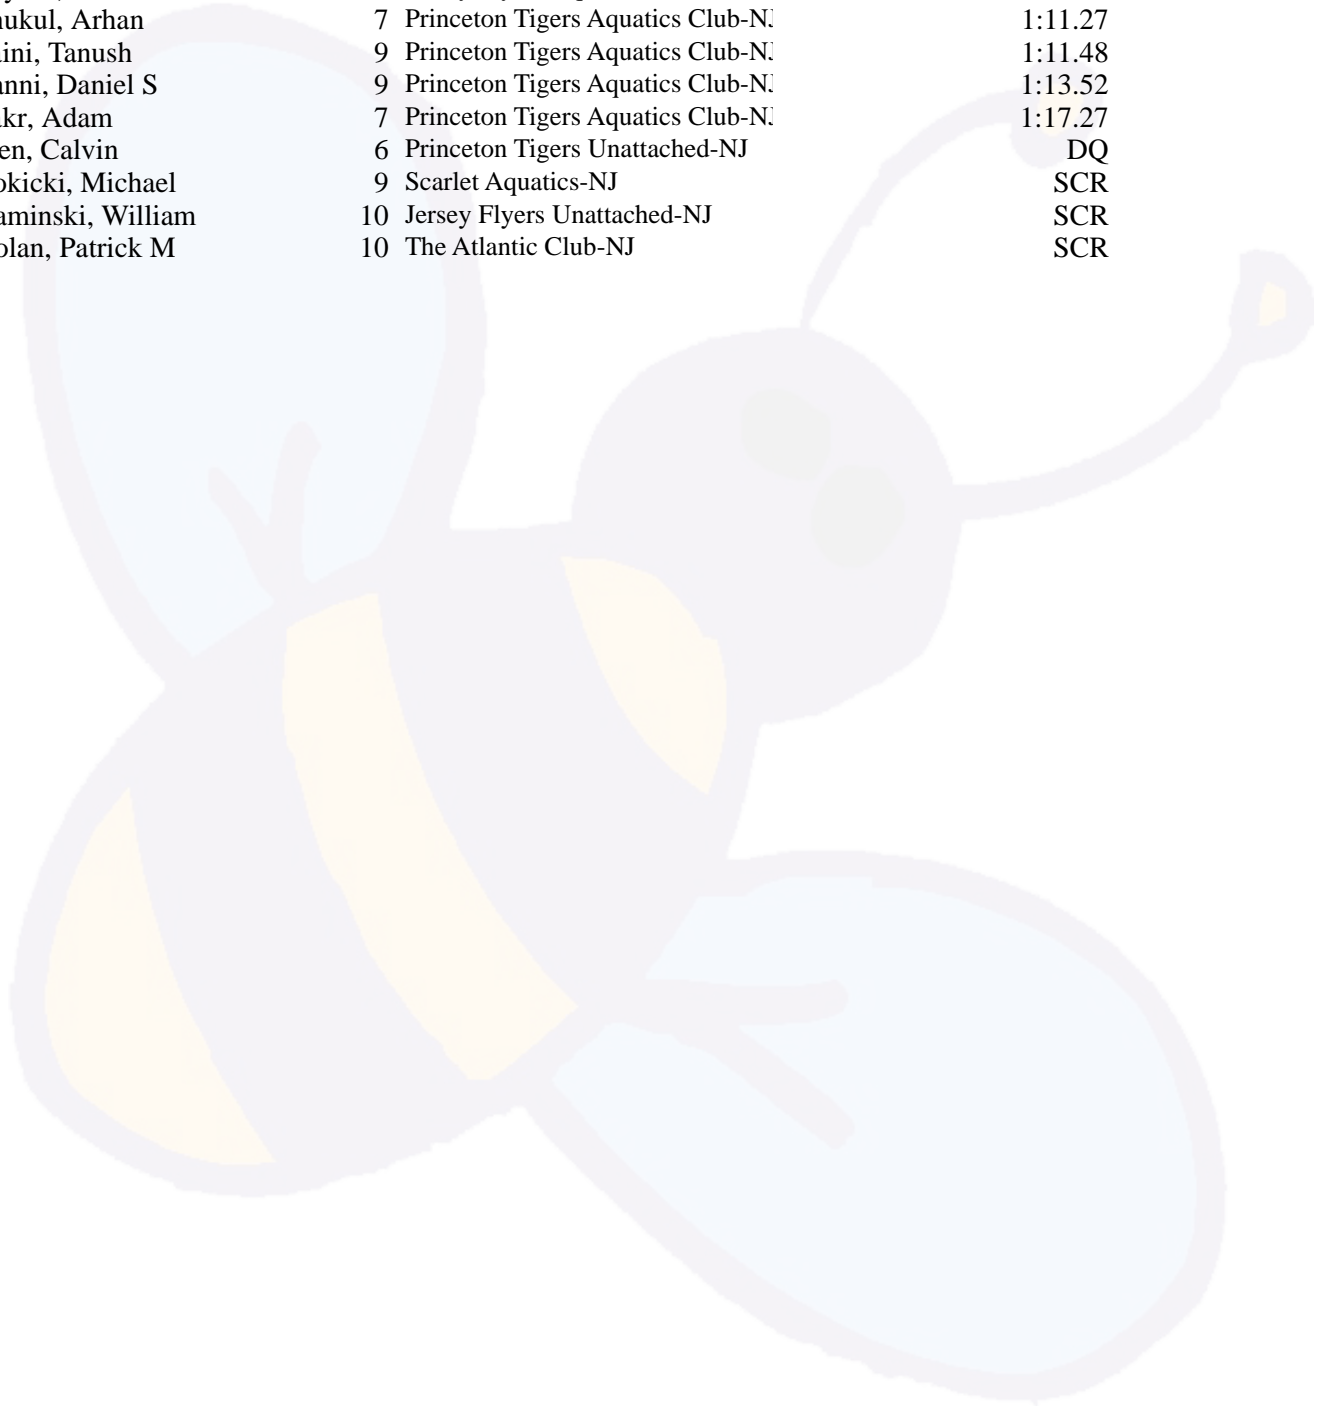 ukul, Arhan 7 Princeton Tigers Aquatics Club-NJ 1:11.27
ini, Tanush 9 Princeton Tigers Aquatics Club-NJ 1:11.48
nni, Daniel S 9 Princeton Tigers Aquatics Club-NJ 1:13.52
akr, Adam 7 Princeton Tigers Aquatics Club-NJ 1:17.27
en, Calvin 6 Princeton Tigers Unattached-NJ DQ
okicki, Michael 9 Scarlet Aquatics-NJ SCR
aminski, William 10 Jersey Flyers Unattached-NJ SCR
olan, Patrick M 10 The Atlantic Club-NJ SCR